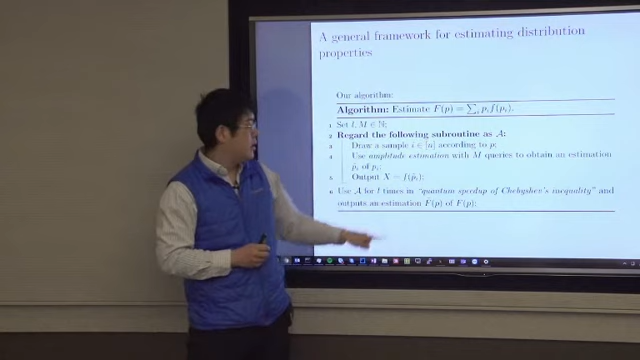 A general framework for estimating distribution
properties
Our algorithm:
Algorithm: Estimate F(p) = ∑ᵢ pᵢf(pᵢ).
1 Set l, M ∈ ℕ;
2 Regard the following subroutine as 𝒜:
3 Draw a sample i ∈ [n] according to p;
4 Use amplitude estimation with M queries to obtain an estimation
p̃ᵢ of pᵢ;
5 Output X = f(p̃ᵢ);
6 Use 𝒜 for l times in "quantum speedup of Chebyshev's inequality" and
outputs an estimation F̃(p) of F(p);